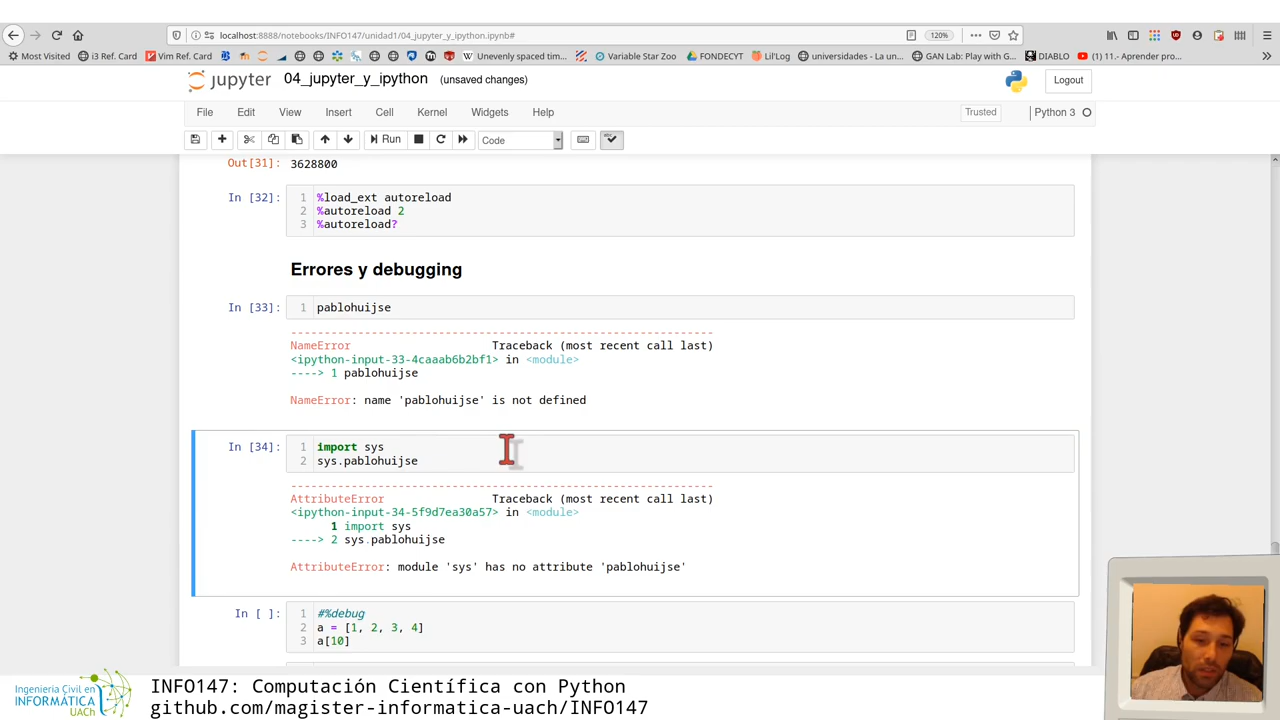 localhost:8888/notebooks/INFO147/unidad1/04_jupyter_y_ipython.ipynb#
120%
Most Visited
i3 Ref. Card
Vim Ref. Card
Unevenly spaced tim...
Variable Star Zoo
FONDECYT
Lil'Log
universidades - La un...
GAN Lab: Play with G...
DIABLO
(1) 11.- Aprender pro...
jupyter 04_jupyter_y_ipython (unsaved changes)
Logout
File Edit View Insert Cell Kernel Widgets Help
Trusted
Python 3
Run
Code
Out[31]: 3628800
In [32]: 1 %load_ext autoreload
2 %autoreload 2
3 %autoreload?
Errores y debugging
In [33]: 1 pablohuijse
---------------------------------------------------------------------------
NameError Traceback (most recent call last)
<ipython-input-33-4caaab6b2bf1> in <module>
----> 1 pablohuijse
NameError: name 'pablohuijse' is not defined
In [34]: 1 import sys
2 sys.pablohuijse
---------------------------------------------------------------------------
AttributeError Traceback (most recent call last)
<ipython-input-34-5f9d7ea30a57> in <module>
1 import sys
----> 2 sys.pablohuijse
AttributeError: module 'sys' has no attribute 'pablohuijse'
In [ ]: 1 #%debug
2 a = [1, 2, 3, 4]
3 a[10]
Ingeniería Civil en
INFORMÁTICA
UACh
INFO147: Computación Científica con Python
github.com/magister-informatica-uach/INFO147